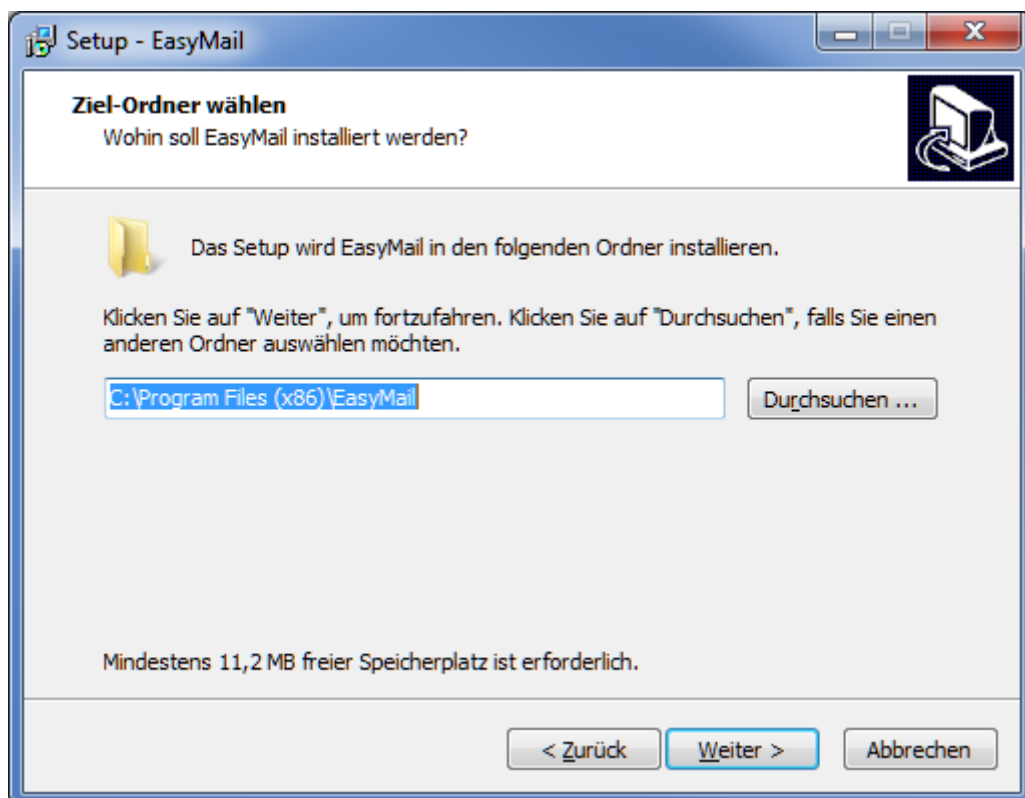 Setup - EasyMail
Ziel-Ordner wählen
Wohin soll EasyMail installiert werden?
Das Setup wird EasyMail in den folgenden Ordner installieren.
Klicken Sie auf "Weiter", um fortzufahren. Klicken Sie auf "Durchsuchen", falls Sie einen
anderen Ordner auswählen möchten.
C:\Program Files (x86)\EasyMail
Durchsuchen ...
Mindestens 11,2 MB freier Speicherplatz ist erforderlich.
< Zurück
Weiter >
Abbrechen